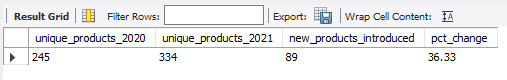 Result Grid Filter Rows: Export: Wrap Cell Content:
unique_products_2020 unique_products_2021 new_products_introduced pct_change
245 334 89 36.33